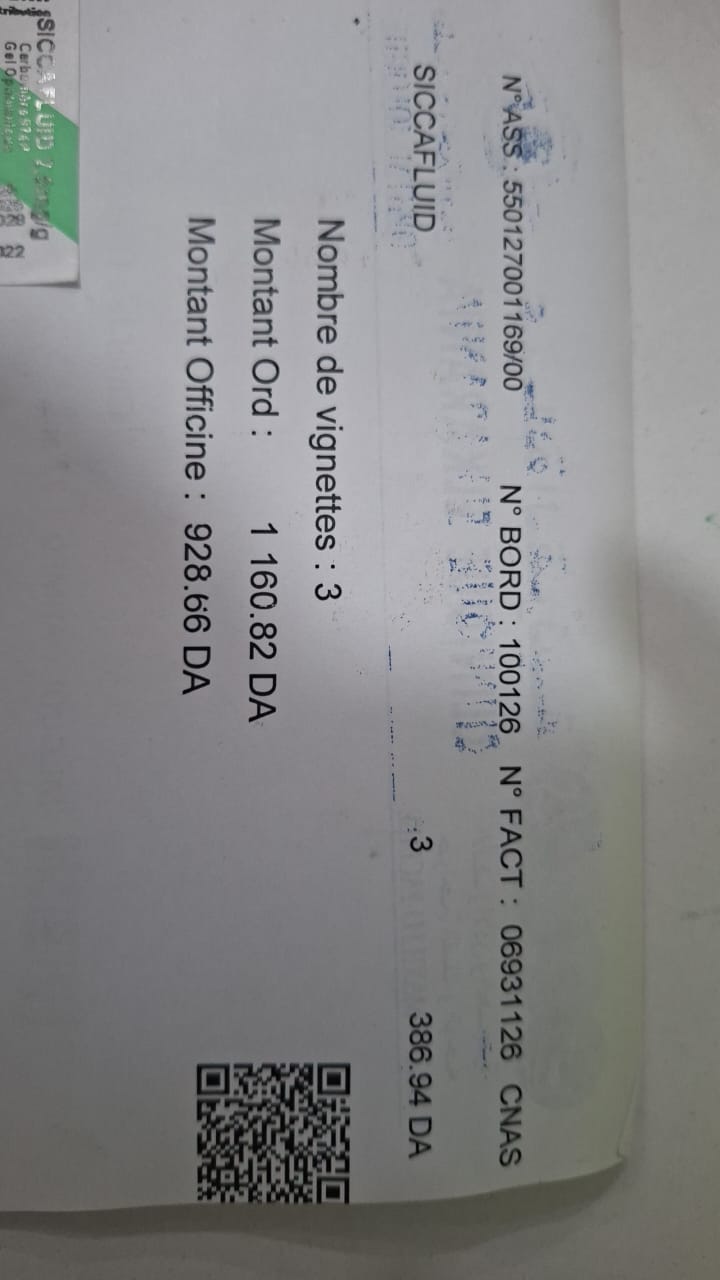 N° ASS : 550127001169/00 N° BORD : 100126 N° FACT : 06931126 CNAS
SICCAFLUID 3 386.94 DA
Nombre de vignettes : 3
Montant Ord : 1 160.82 DA
Montant Officine : 928.66 DA
SICCAFLUID